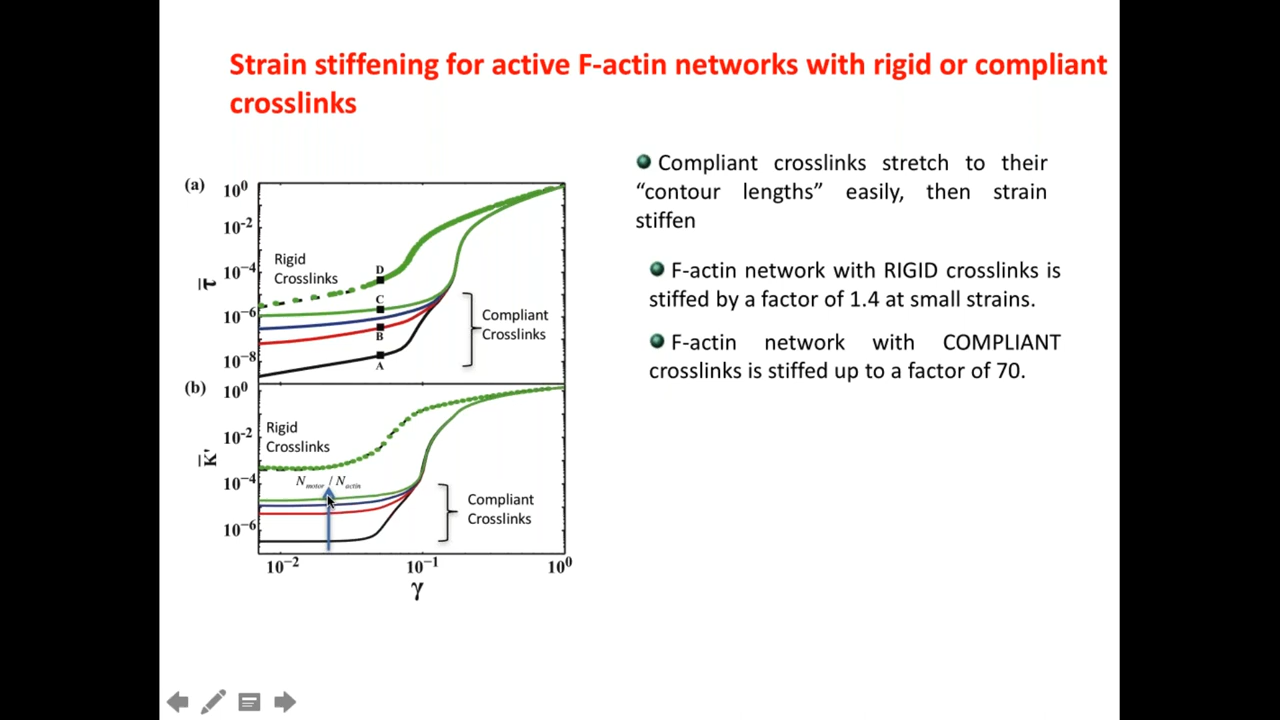 Strain stiffening for active F-actin networks with rigid or compliant
crosslinks
Compliant crosslinks stretch to their
“contour lengths” easily, then strain
stiffen
F-actin network with RIGID crosslinks is
stiffed by a factor of 1.4 at small strains.
F-actin network with COMPLIANT
crosslinks is stiffed up to a factor of 70.
(a)
10⁰
10⁻²
10⁻⁴
10⁻⁶
10⁻⁸
τ̅
Rigid
Crosslinks
D
C
B
A
Compliant
Crosslinks
(b)
10⁰
10⁻²
10⁻⁴
10⁻⁶
K̅'
Rigid
Crosslinks
N_motor / N_actin
Compliant
Crosslinks
10⁻²
10⁻¹
10⁰
γ